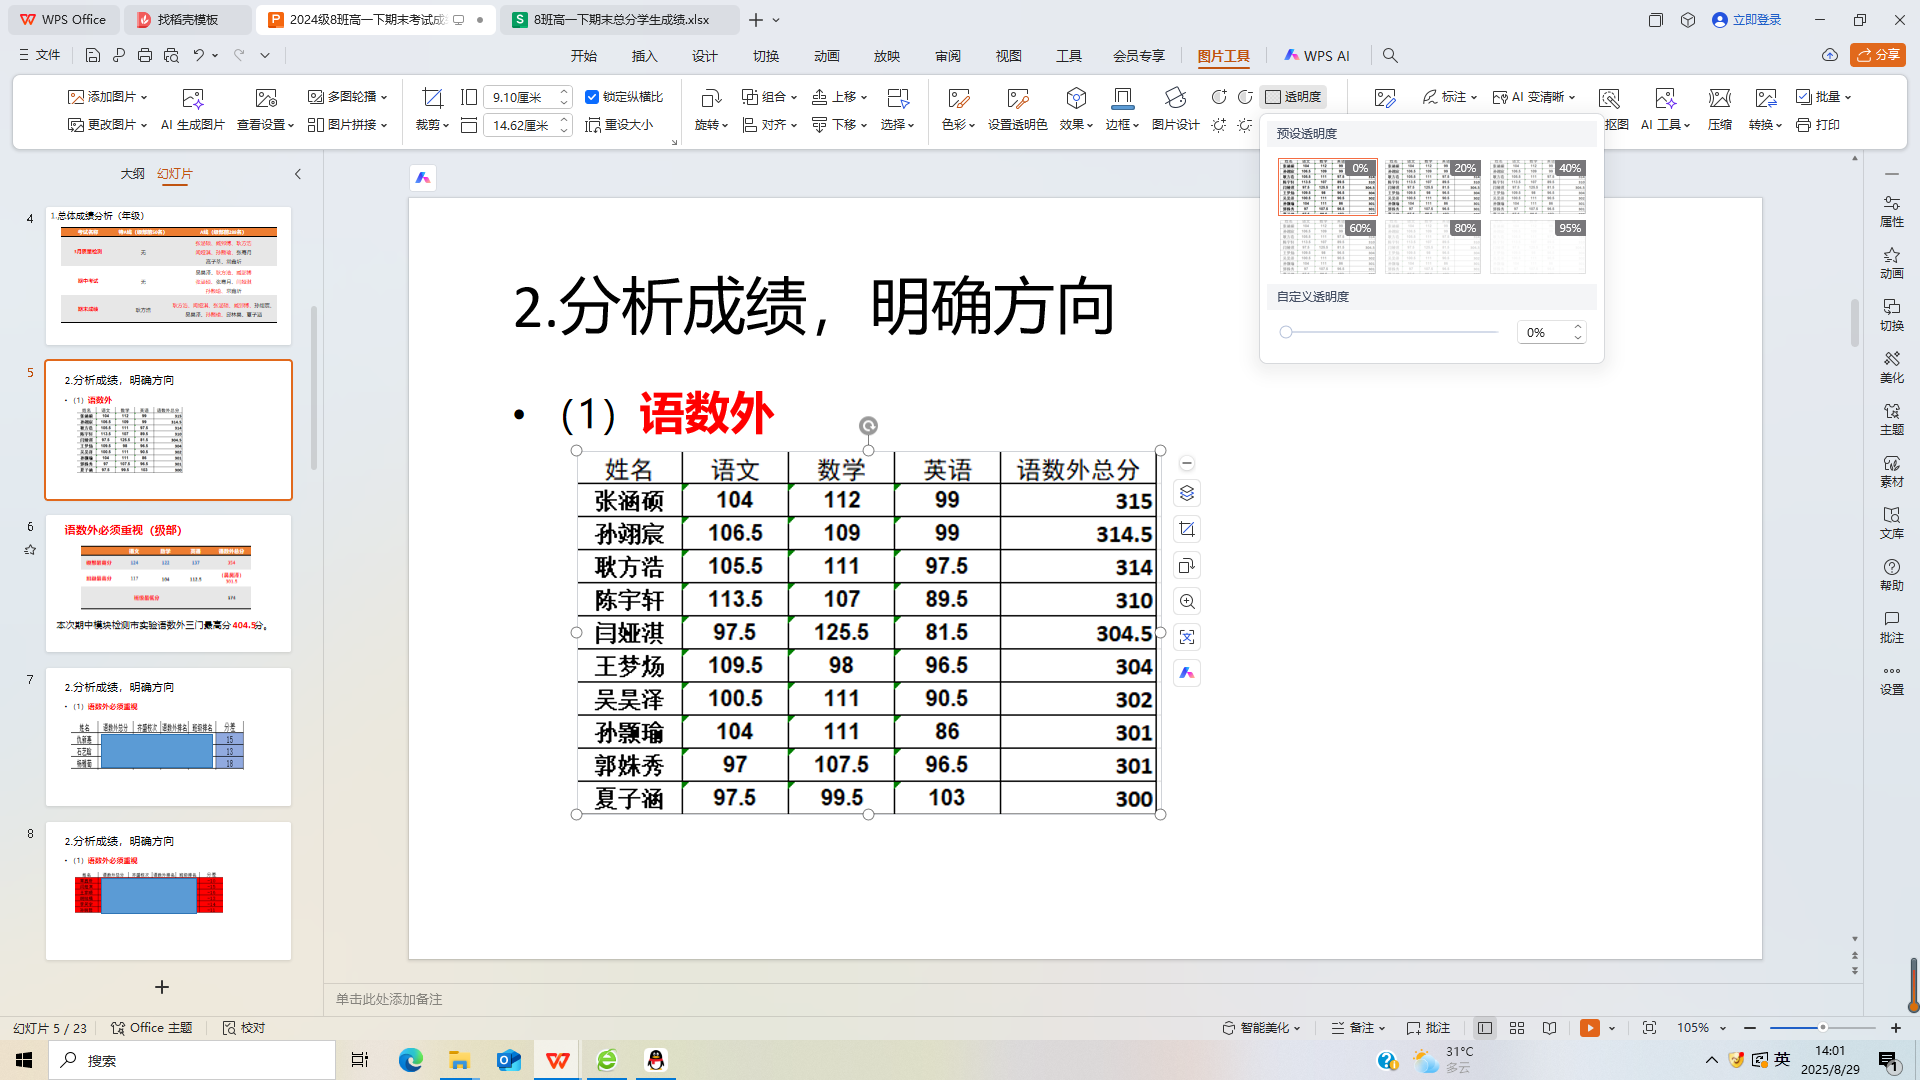 WPS Office
找稻壳模板
2024级8班高一下期末考试成
8班高一下期末总分学生成绩.xlsx
立即登录
文件
开始
插入
设计
切换
动画
放映
审阅
视图
工具
会员专享
图片工具
WPS AI
分享
添加图片
更改图片
AI 生成图片
查看设置
多图轮播
图片拼接
裁剪
9.10厘米
14.62厘米
锁定纵横比
重设大小
旋转
组合
对齐
上移
下移
选择
色彩
设置透明色
效果
边框
图片设计
透明度
标注
AI 变清晰
抠图
AI 工具
压缩
转换
批量
打印
预设透明度
0%
20%
40%
60%
80%
95%
自定义透明度
0%
大纲
幻灯片
4
1.总体成绩分析（年级）
5
2.分析成绩，明确方向
（1）语数外
6
语数外必须重视（级部）
本次期中模块检测市实验语数外三门最高分404.5分。
7
2.分析成绩，明确方向
（1）语数外必须重视
8
2.分析成绩，明确方向
（1）语数外必须重视
2.分析成绩，明确方向
• （1）语数外
姓名 语文 数学 英语 语数外总分
张涵硕 104 112 99 315
孙翊宸 106.5 109 99 314.5
耿方浩 105.5 111 97.5 314
陈宇轩 113.5 107 89.5 310
闫娅淇 97.5 125.5 81.5 304.5
王梦炀 109.5 98 96.5 304
吴昊泽 100.5 111 90.5 302
孙颢瑜 104 111 86 301
郭姝秀 97 107.5 96.5 301
夏子涵 97.5 99.5 103 300
属性
动画
切换
美化
主题
素材
文库
帮助
批注
设置
单击此处添加备注
幻灯片 5 / 23
Office 主题
校对
智能美化
备注
批注
105%
搜索
31°C
多云
英
14:01
2025/8/29
1